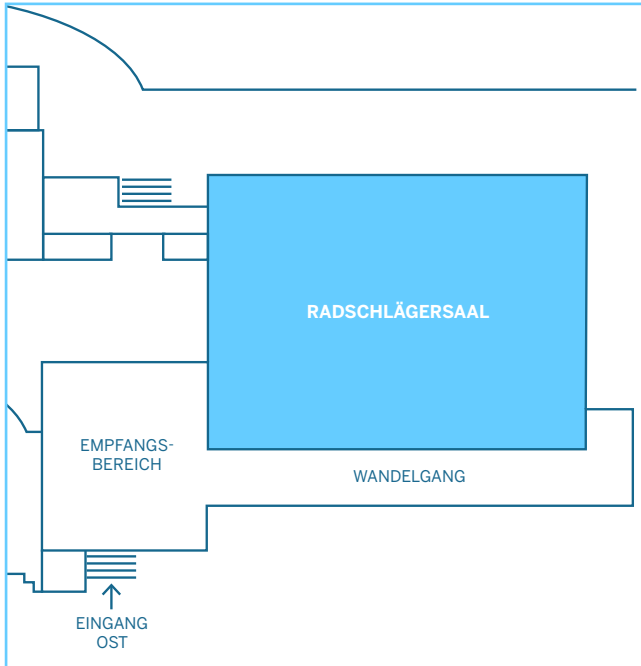 RADSCHLÄGERSAAL
EMPFANGS-
BEREICH
WANDELGANG
EINGANG
OST